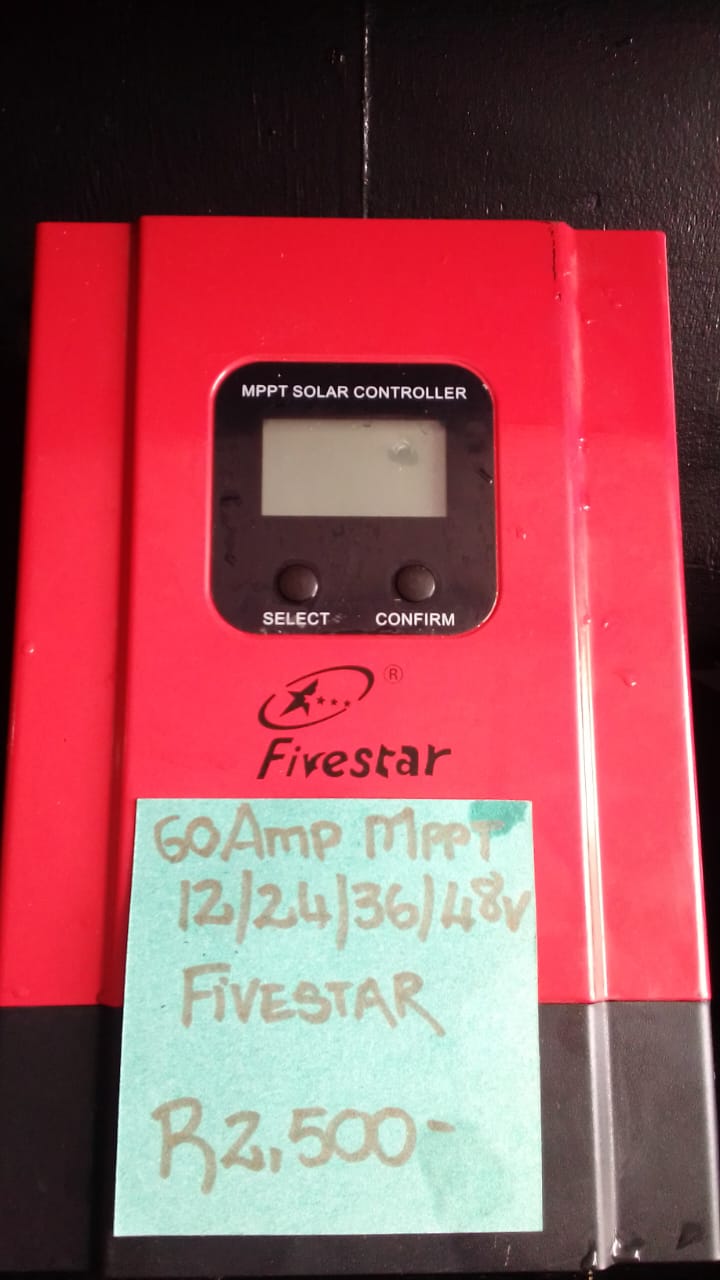 MPPT SOLAR CONTROLLER
SELECT CONFIRM
®
Fivestar
60Amp MPPT
12/24/36/48V
FIVESTAR
R2,500-